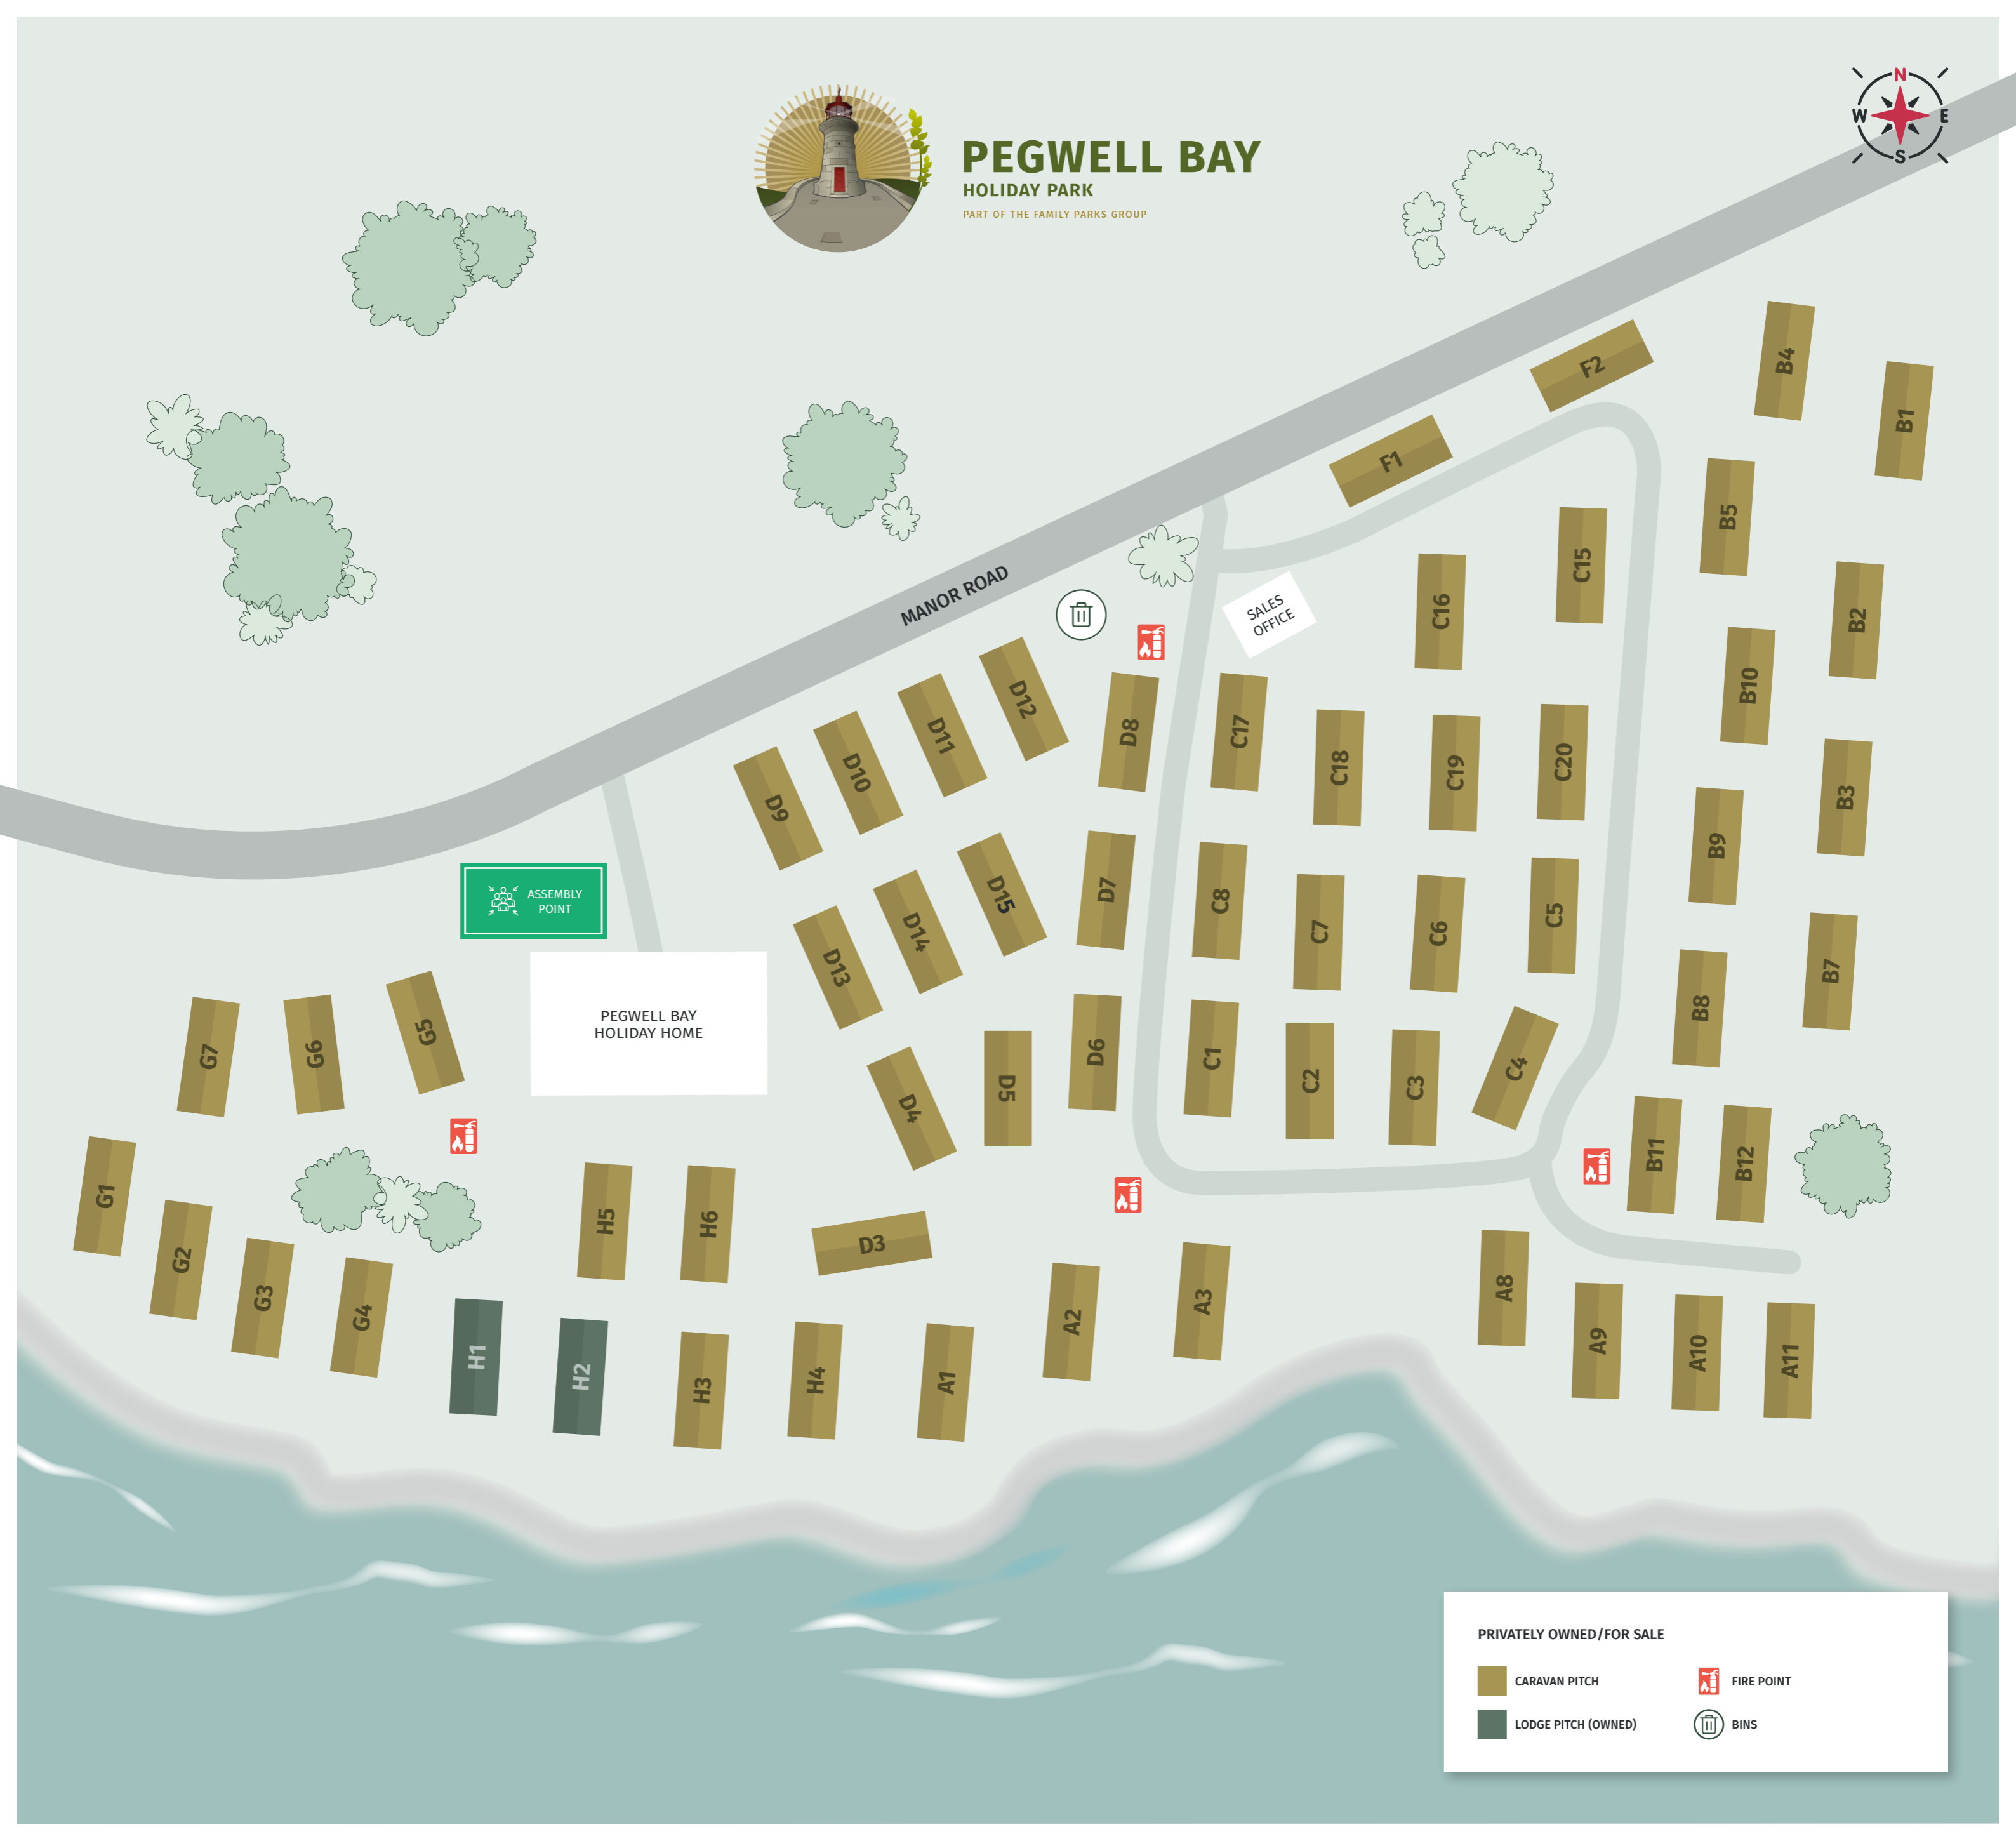 N
W E
S
PEGWELL BAY
HOLIDAY PARK
PART OF THE FAMILY PARKS GROUP
MANOR ROAD
SALES
OFFICE
F2
F1
B4
B1
B5
B2
B10
B3
B9
B7
B8
B11
B12
C15
C16
C17
C18
C19
C20
C8
C7
C6
C5
C1
C2
C3
C4
D12
D11
D10
D9
D8
D15
D14
D13
D7
D6
D5
D4
D3
ASSEMBLY
POINT
PEGWELL BAY
HOLIDAY HOME
G7
G6
G5
G1
G2
G3
G4
H5
H6
H1
H2
H3
H4
A1
A2
A3
A8
A9
A10
A11
PRIVATELY OWNED/FOR SALE
CARAVAN PITCH
FIRE POINT
LODGE PITCH (OWNED)
BINS